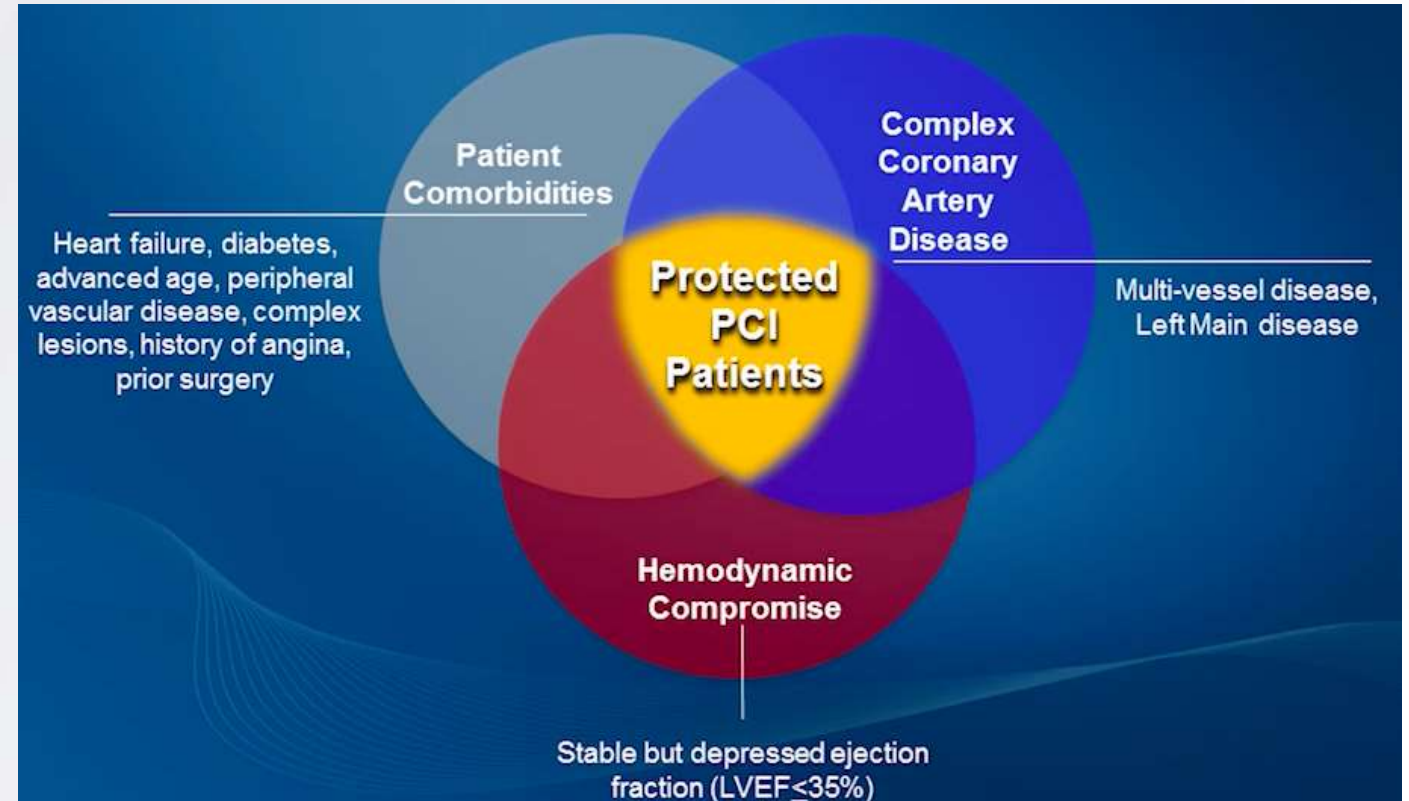 Patient
Comorbidities
Heart failure, diabetes,
advanced age, peripheral
vascular disease, complex
lesions, history of angina,
prior surgery
Complex
Coronary
Artery
Disease
Multi-vessel disease,
Left Main disease
Protected
PCI
Patients
Hemodynamic
Compromise
Stable but depressed ejection
fraction (LVEF≤35%)